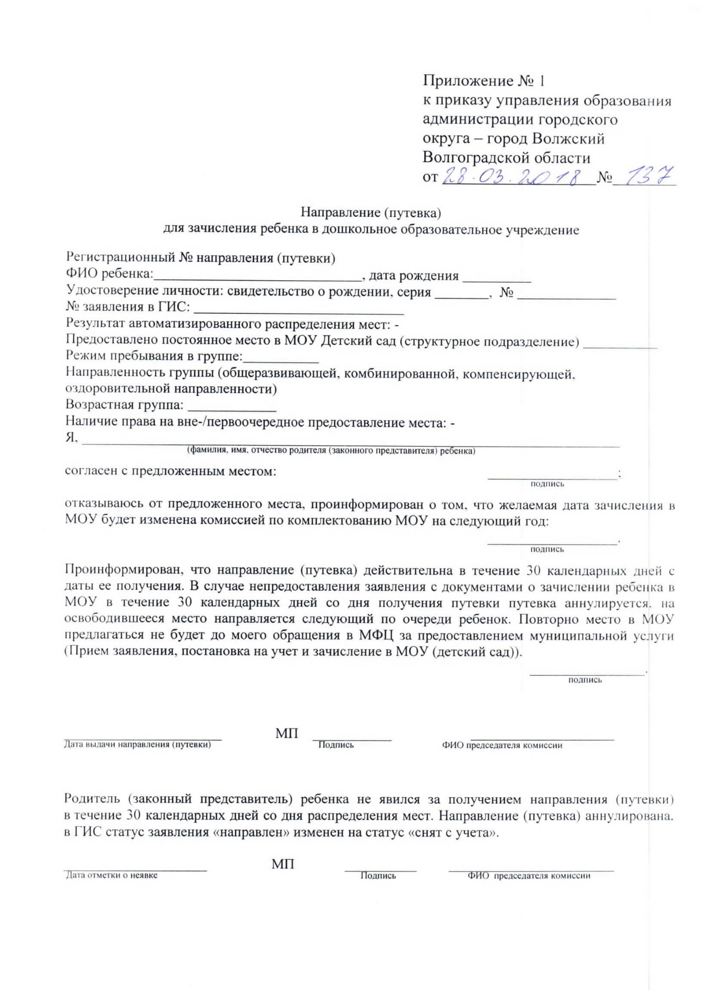 Приложение № 1
к приказу управления образования
администрации городского
округа – город Волжский
Волгоградской области
от 28.03.2018 № 137
Направление (путевка)
для зачисления ребенка в дошкольное образовательное учреждение
Регистрационный № направления (путевки)
ФИО ребенка:______________________________, дата рождения __________
Удостоверение личности: свидетельство о рождении, серия ________, № ______________
№ заявления в ГИС: ______________________________
Результат автоматизированного распределения мест: -
Предоставлено постоянное место в МОУ Детский сад (структурное подразделение) ___________
Режим пребывания в группе:___________
Направленность группы (общеразвивающей, комбинированной, компенсирующей,
оздоровительной направленности)
Возрастная группа: _____________
Наличие права на вне-/первоочередное предоставление места: -
Я, ______________________________
(фамилия, имя, отчество родителя (законного представителя) ребенка)
согласен с предложенным местом: ___________________;
подпись
отказываюсь от предложенного места, проинформирован о том, что желаемая дата зачисления в
МОУ будет изменена комиссией по комплектованию МОУ на следующий год:
___________________.
подпись
Проинформирован, что направление (путевка) действительна в течение 30 календарных дней с
даты ее получения. В случае непредоставления заявления с документами о зачислении ребенка в
МОУ в течение 30 календарных дней со дня получения путевки путевка аннулируется, на
освободившееся место направляется следующий по очереди ребенок. Повторно место в МОУ
предлагаться не будет до моего обращения в МФЦ за предоставлением муниципальной услуги
(Прием заявления, постановка на учет и зачисление в МОУ (детский сад)).
_________________.
подпись
МП
Дата выдачи направления (путевки) Подпись ФИО председателя комиссии
Родитель (законный представитель) ребенка не явился за получением направления (путевки)
в течение 30 календарных дней со дня распределения мест. Направление (путевка) аннулирована,
в ГИС статус заявления «направлен» изменен на статус «снят с учета».
МП
Дата отметки о неявке Подпись ФИО председателя комиссии